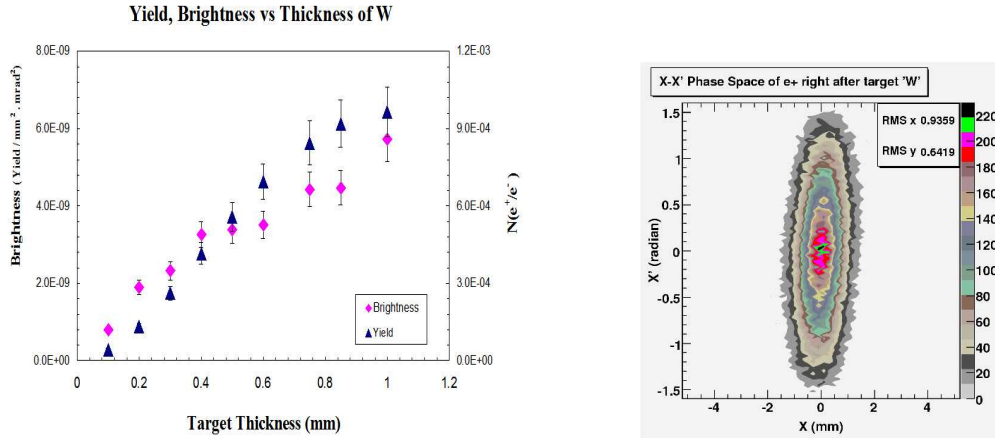 Yield, Brightness vs Thickness of W
8.0E-09
6.0E-09
4.0E-09
2.0E-09
0.0E+00
Brightness ( Yield / mm² . mrad²)
1.2E-03
9.0E-04
6.0E-04
3.0E-04
0.0E+00
N(e⁺/e⁻)
Brightness
Yield
0 0.2 0.4 0.6 0.8 1 1.2
Target Thickness (mm)
X-X' Phase Space of e+ right after target 'W'
RMS x 0.9359
RMS y 0.6419
1.5
1
0.5
0
-0.5
-1
-1.5
X' (radian)
-4 -2 0 2 4
X (mm)
220
200
180
160
140
120
100
80
60
40
20
0